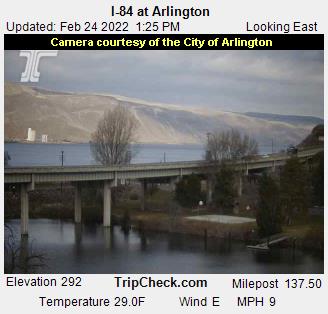 I-84 at Arlington
Updated: Feb 24 2022 1:25 PM Looking East
Camera courtesy of the City of Arlington
Elevation 292 TripCheck.com Milepost 137.50
Temperature 29.0F Wind E MPH 9